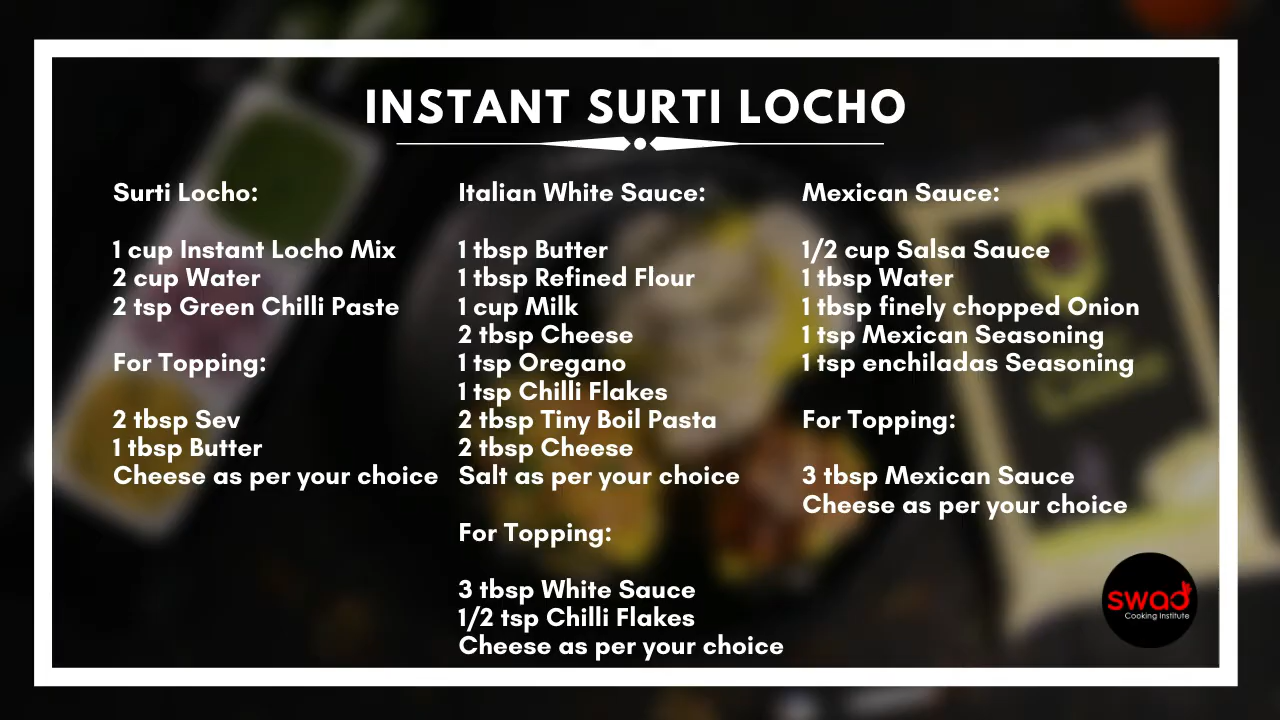 INSTANT SURTI LOCHO
Surti Locho:
1 cup Instant Locho Mix
2 cup Water
2 tsp Green Chilli Paste
For Topping:
2 tbsp Sev
1 tbsp Butter
Cheese as per your choice
Italian White Sauce:
1 tbsp Butter
1 tbsp Refined Flour
1 cup Milk
2 tbsp Cheese
1 tsp Oregano
1 tsp Chilli Flakes
2 tbsp Tiny Boil Pasta
2 tbsp Cheese
Salt as per your choice
For Topping:
3 tbsp White Sauce
1/2 tsp Chilli Flakes
Cheese as per your choice
Mexican Sauce:
1/2 cup Salsa Sauce
1 tbsp Water
1 tbsp finely chopped Onion
1 tsp Mexican Seasoning
1 tsp enchiladas Seasoning
For Topping:
3 tbsp Mexican Sauce
Cheese as per your choice
swad
Cooking Institute